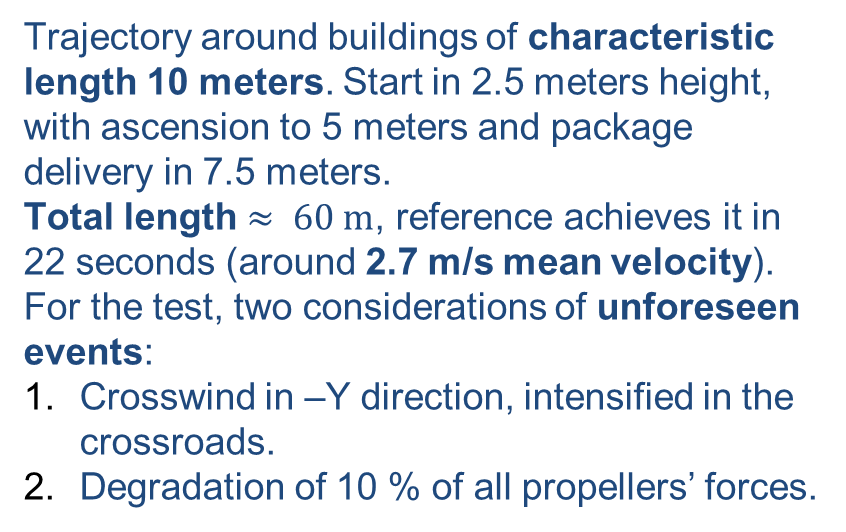 Trajectory around buildings of characteristic
length 10 meters. Start in 2.5 meters height,
with ascension to 5 meters and package
delivery in 7.5 meters.
Total length ≈ 60 m, reference achieves it in
22 seconds (around 2.7 m/s mean velocity).
For the test, two considerations of unforeseen
events:
1. Crosswind in –Y direction, intensified in the
crossroads.
2. Degradation of 10 % of all propellers’ forces.